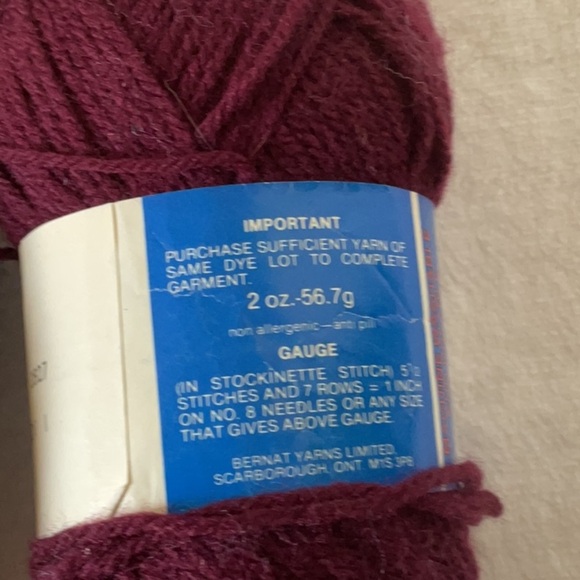 IMPORTANT
PURCHASE SUFFICIENT YARN OF
SAME DYE LOT TO COMPLETE
GARMENT.
2 oz.-56.7g
non allergenic—anti pill
GAUGE
(IN STOCKINETTE STITCH) 5½
STITCHES AND 7 ROWS = 1 INCH
ON NO. 8 NEEDLES OR ANY SIZE
THAT GIVES ABOVE GAUGE.
BERNAT YARNS LIMITED,
SCARBOROUGH, ONT. M1S 3P8